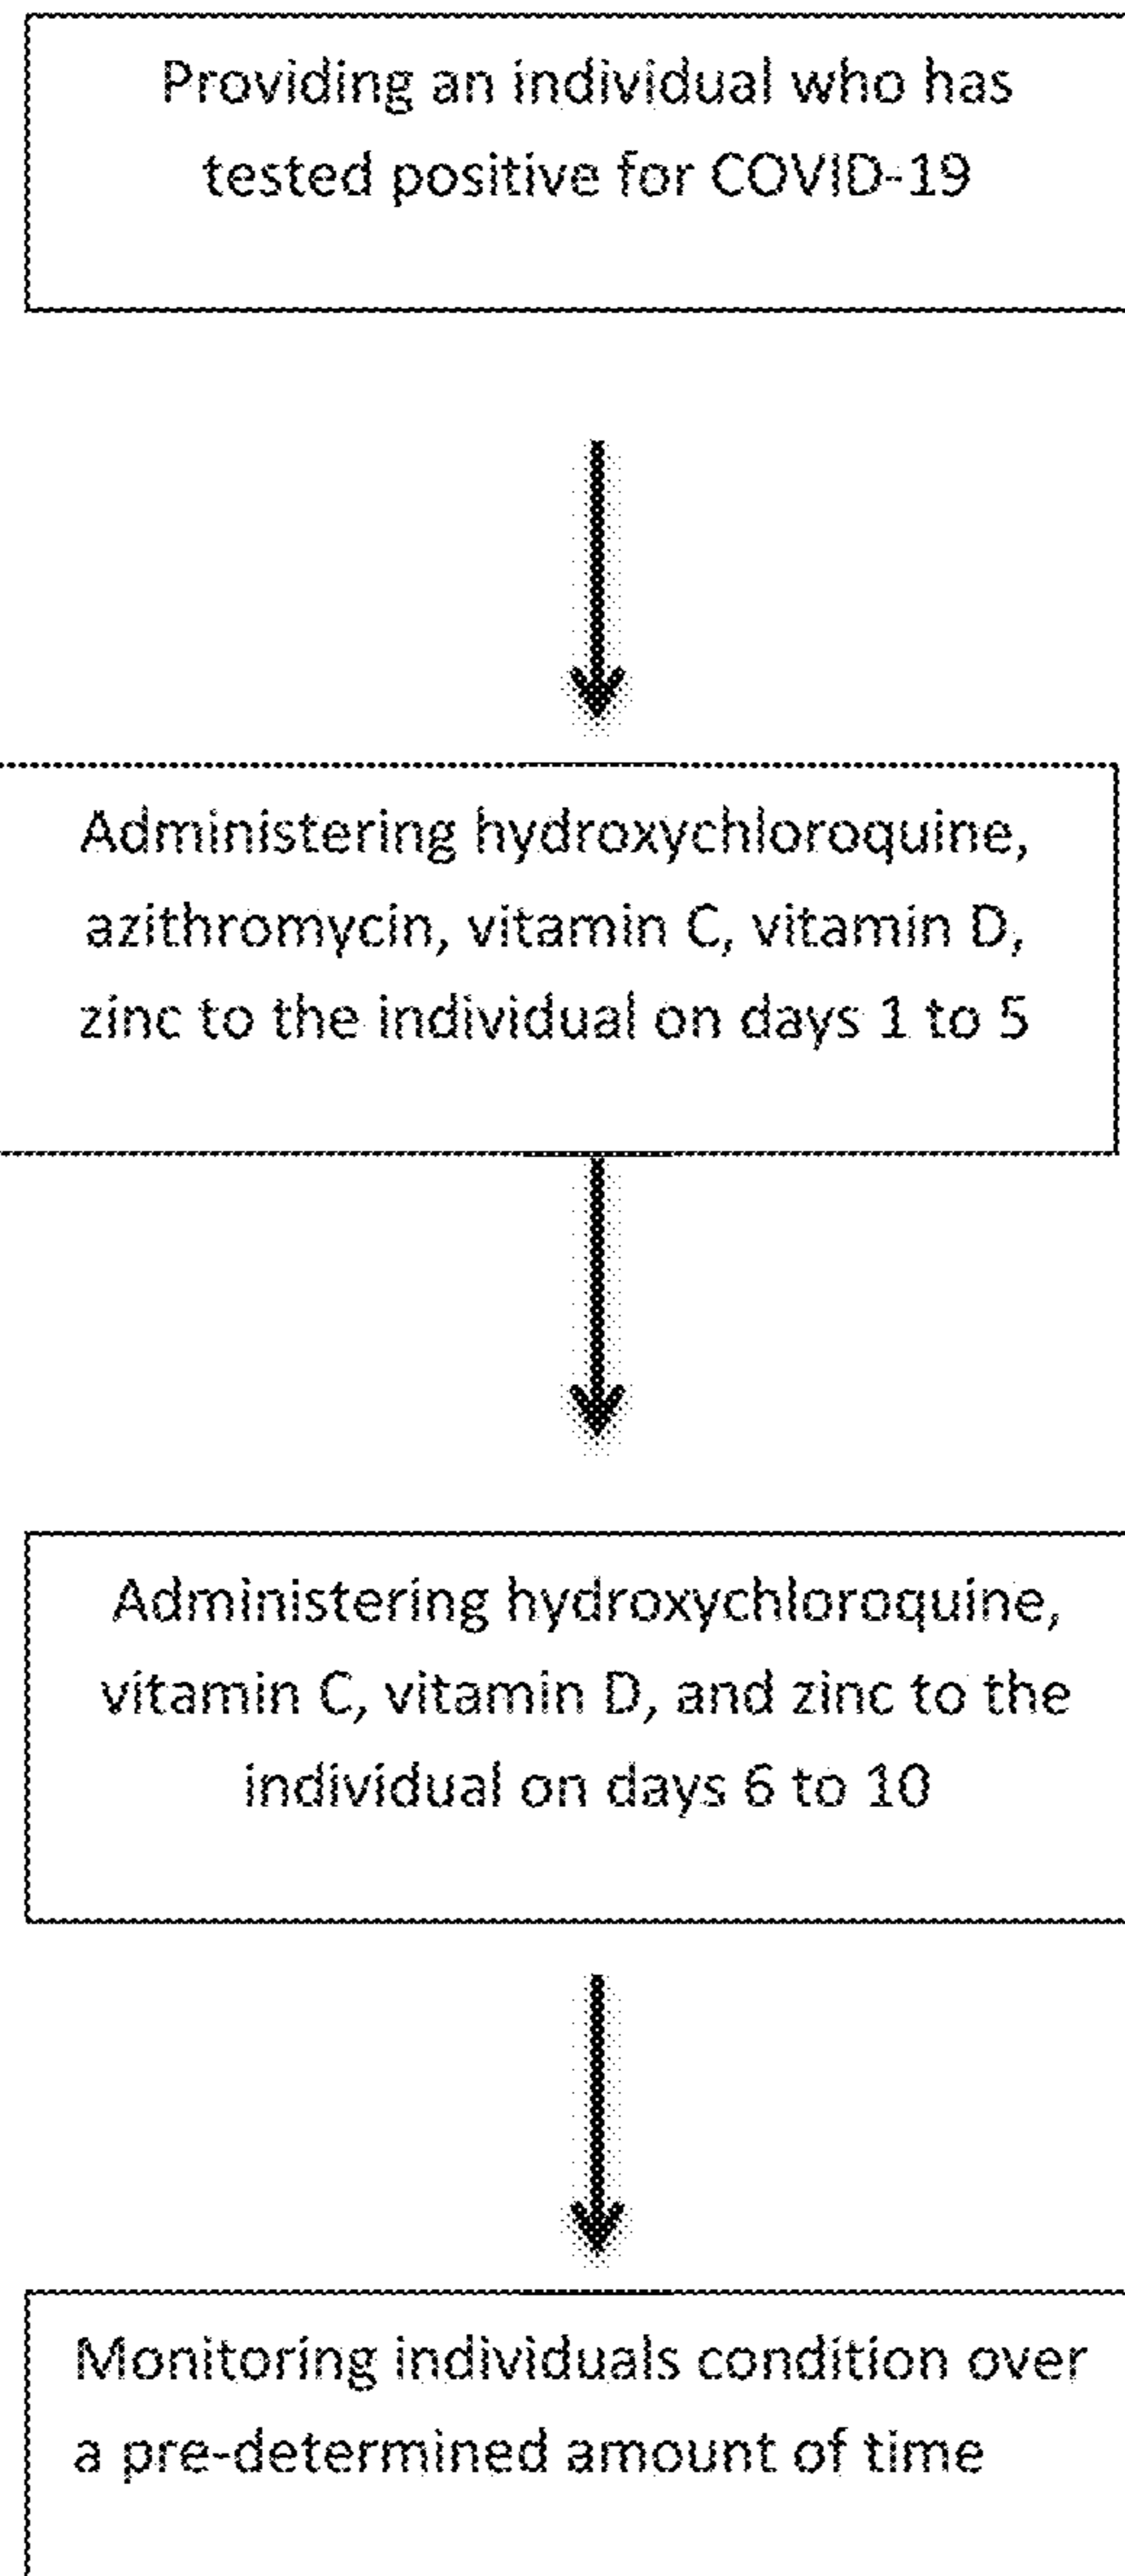 Providing an individual who has
tested positive for COVID-19
Administering hydroxychloroquine,
azithromycin, vitamin C, vitamin D,
zinc to the individual on days 1 to 5
Administering hydroxychloroquine,
vitamin C, vitamin D, and zinc to the
individual on days 6 to 10
Monitoring individuals condition over
a pre-determined amount of time